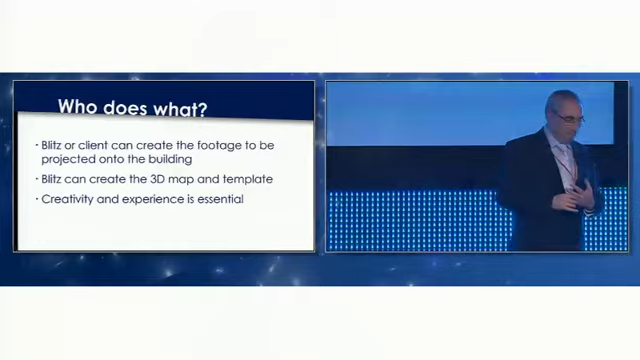 Who does what?
· Blitz or client can create the footage to be
projected onto the building
· Blitz can create the 3D map and template
· Creativity and experience is essential